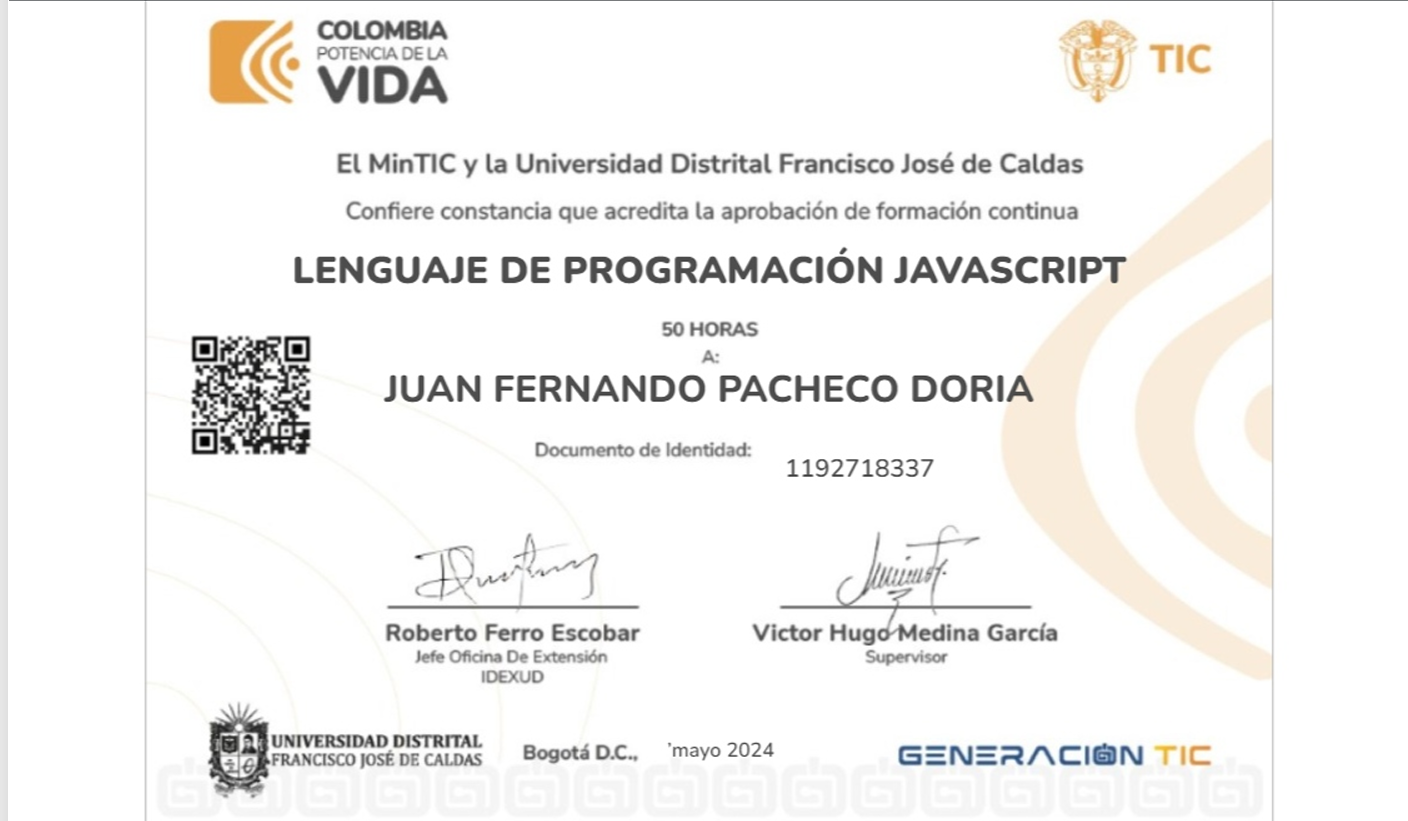 COLOMBIA
POTENCIA DE LA
VIDA
TIC
El MinTIC y la Universidad Distrital Francisco José de Caldas
Confiere constancia que acredita la aprobación de formación continua
LENGUAJE DE PROGRAMACIÓN JAVASCRIPT
50 HORAS
A:
JUAN FERNANDO PACHECO DORIA
Documento de Identidad:
1192718337
Roberto Ferro Escobar
Jefe Oficina De Extensión
IDEXUD
Victor Hugo Medina García
Supervisor
UNIVERSIDAD DISTRITAL
FRANCISCO JOSÉ DE CALDAS
Bogotá D.C., 'mayo 2024
GENERACIÓN TIC